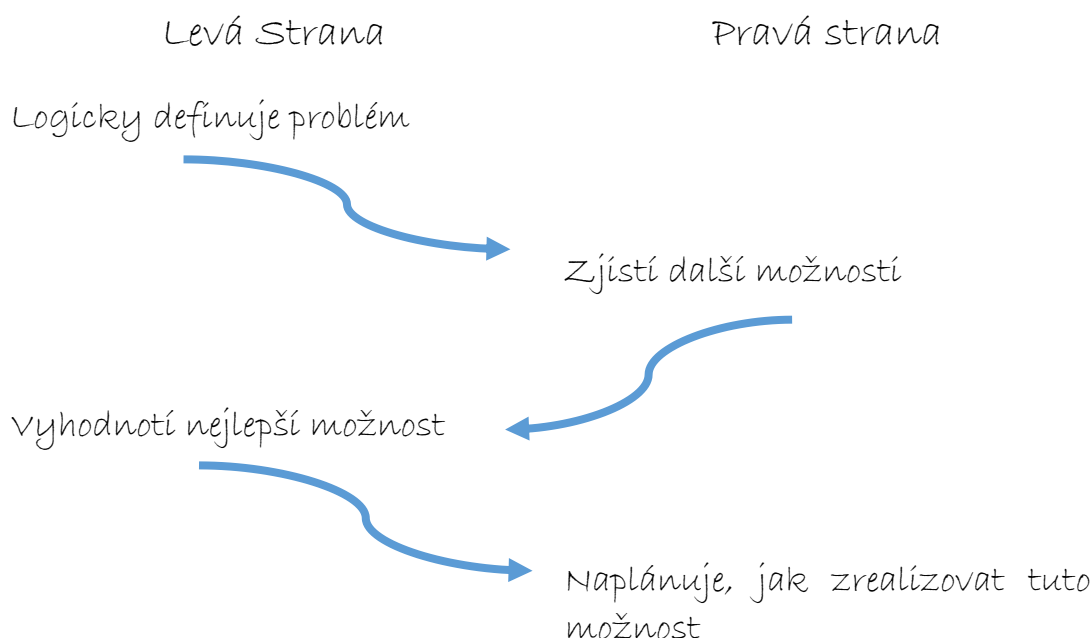 Levá Strana
Pravá strana
Logicky definuje problém
Zjistí další možnosti
Vyhodnotí nejlepší možnost
Naplánuje, jak zrealizovat tuto
možnost